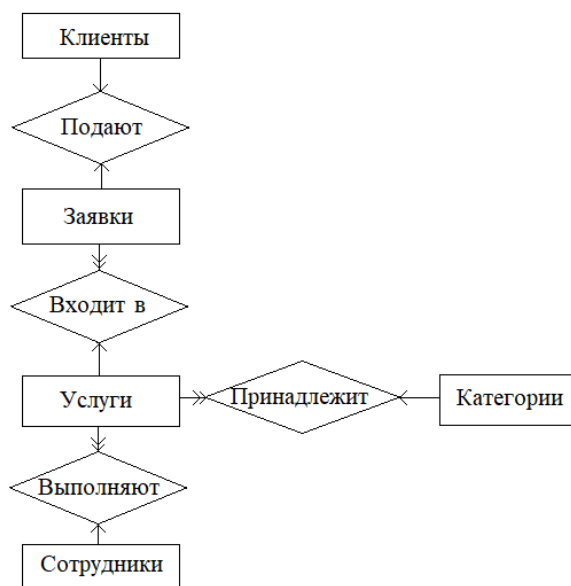 Клиенты
Подают
Заявки
Входит в
Услуги
Принадлежит
Категории
Выполняют
Сотрудники